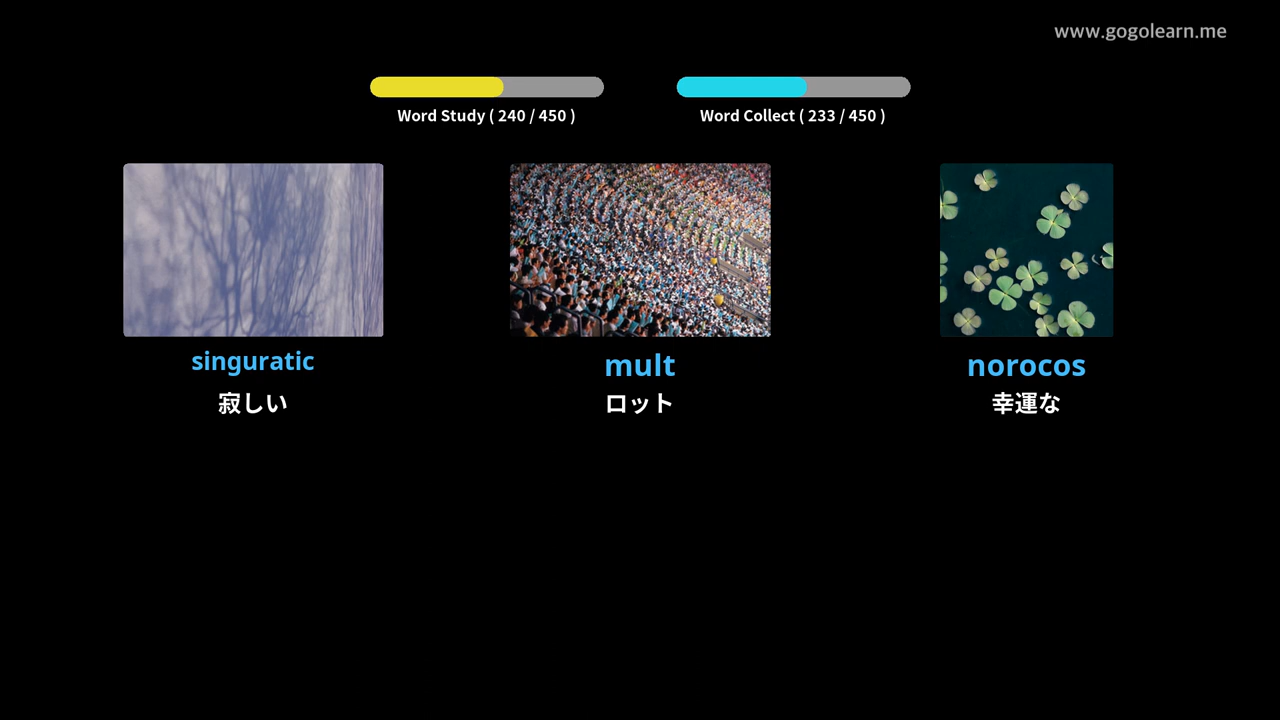 www.gogolearn.me
Word Study ( 240 / 450 )
Word Collect ( 233 / 450 )
singuratic
mult
norocos
寂しい
ロット
幸運な